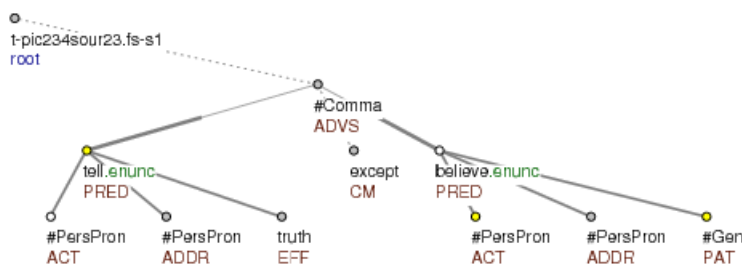 t-pic234sour23.fs-s1
root
#Comma
ADVS
tell.enunc except believe.enunc
PRED CM PRED
#PersPron #PersPron truth #PersPron #PersPron #Gen
ACT ADDR EFF ACT ADDR PAT